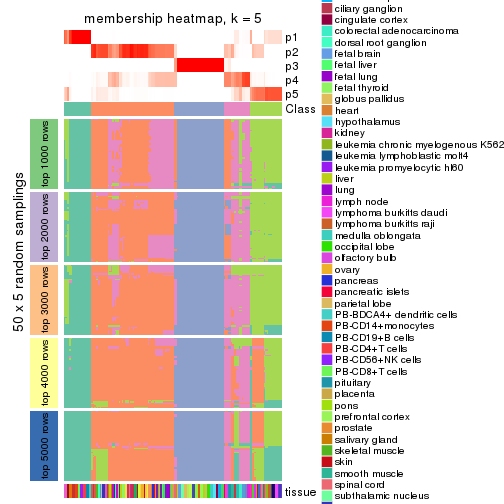 membership heatmap, k = 5
p1
p2
p3
p4
p5
Class
50 x 5 random samplings
top 1000 rows
top 2000 rows
top 3000 rows
top 4000 rows
top 5000 rows
tissue
ciliary ganglion
cingulate cortex
colorectal adenocarcinoma
dorsal root ganglion
fetal brain
fetal liver
fetal lung
fetal thyroid
globus pallidus
heart
hypothalamus
kidney
leukemia chronic myelogenous K562
leukemia lymphoblastic molt4
leukemia promyelocytic hl60
liver
lung
lymph node
lymphoma burkitts daudi
lymphoma burkitts raji
medulla oblongata
occipital lobe
olfactory bulb
ovary
pancreas
pancreatic islets
parietal lobe
PB-BDCA4+ dendritic cells
PB-CD14+monocytes
PB-CD19+B cells
PB-CD4+T cells
PB-CD56+NK cells
PB-CD8+T cells
pituitary
placenta
pons
prefrontal cortex
prostate
salivary gland
skeletal muscle
skin
smooth muscle
spinal cord
subthalamic nucleus